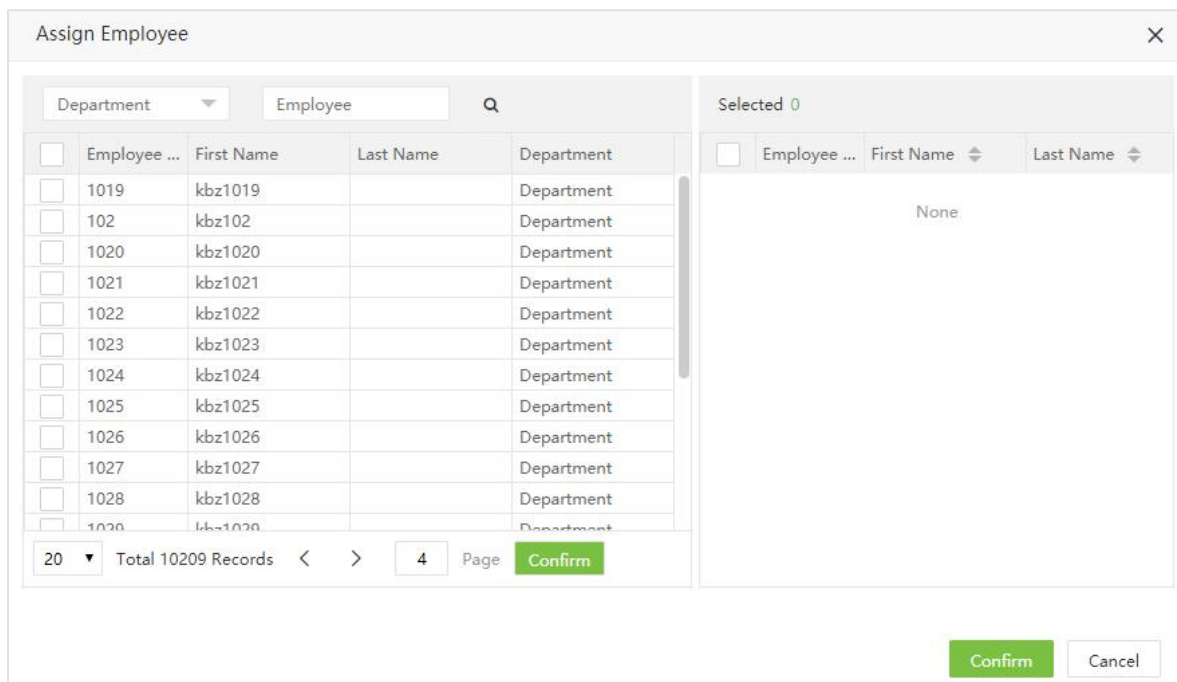 Assign Employee
Department Employee Selected 0
Employee ... First Name Last Name Department Employee ... First Name Last Name
1019 kbz1019 Department
None
102 kbz102 Department
1020 kbz1020 Department
1021 kbz1021 Department
1022 kbz1022 Department
1023 kbz1023 Department
1024 kbz1024 Department
1025 kbz1025 Department
1026 kbz1026 Department
1027 kbz1027 Department
1028 kbz1028 Department
1029 kbz1029 Department
20 Total 10209 Records < > 4 Page Confirm
Confirm Cancel